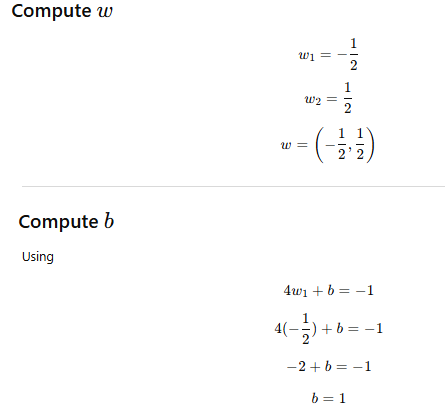 Compute w
w₁ = −1/2
w₂ = 1/2
w = (−1/2, 1/2)
Compute b
Using
4w₁ + b = −1
4(−1/2) + b = −1
−2 + b = −1
b = 1